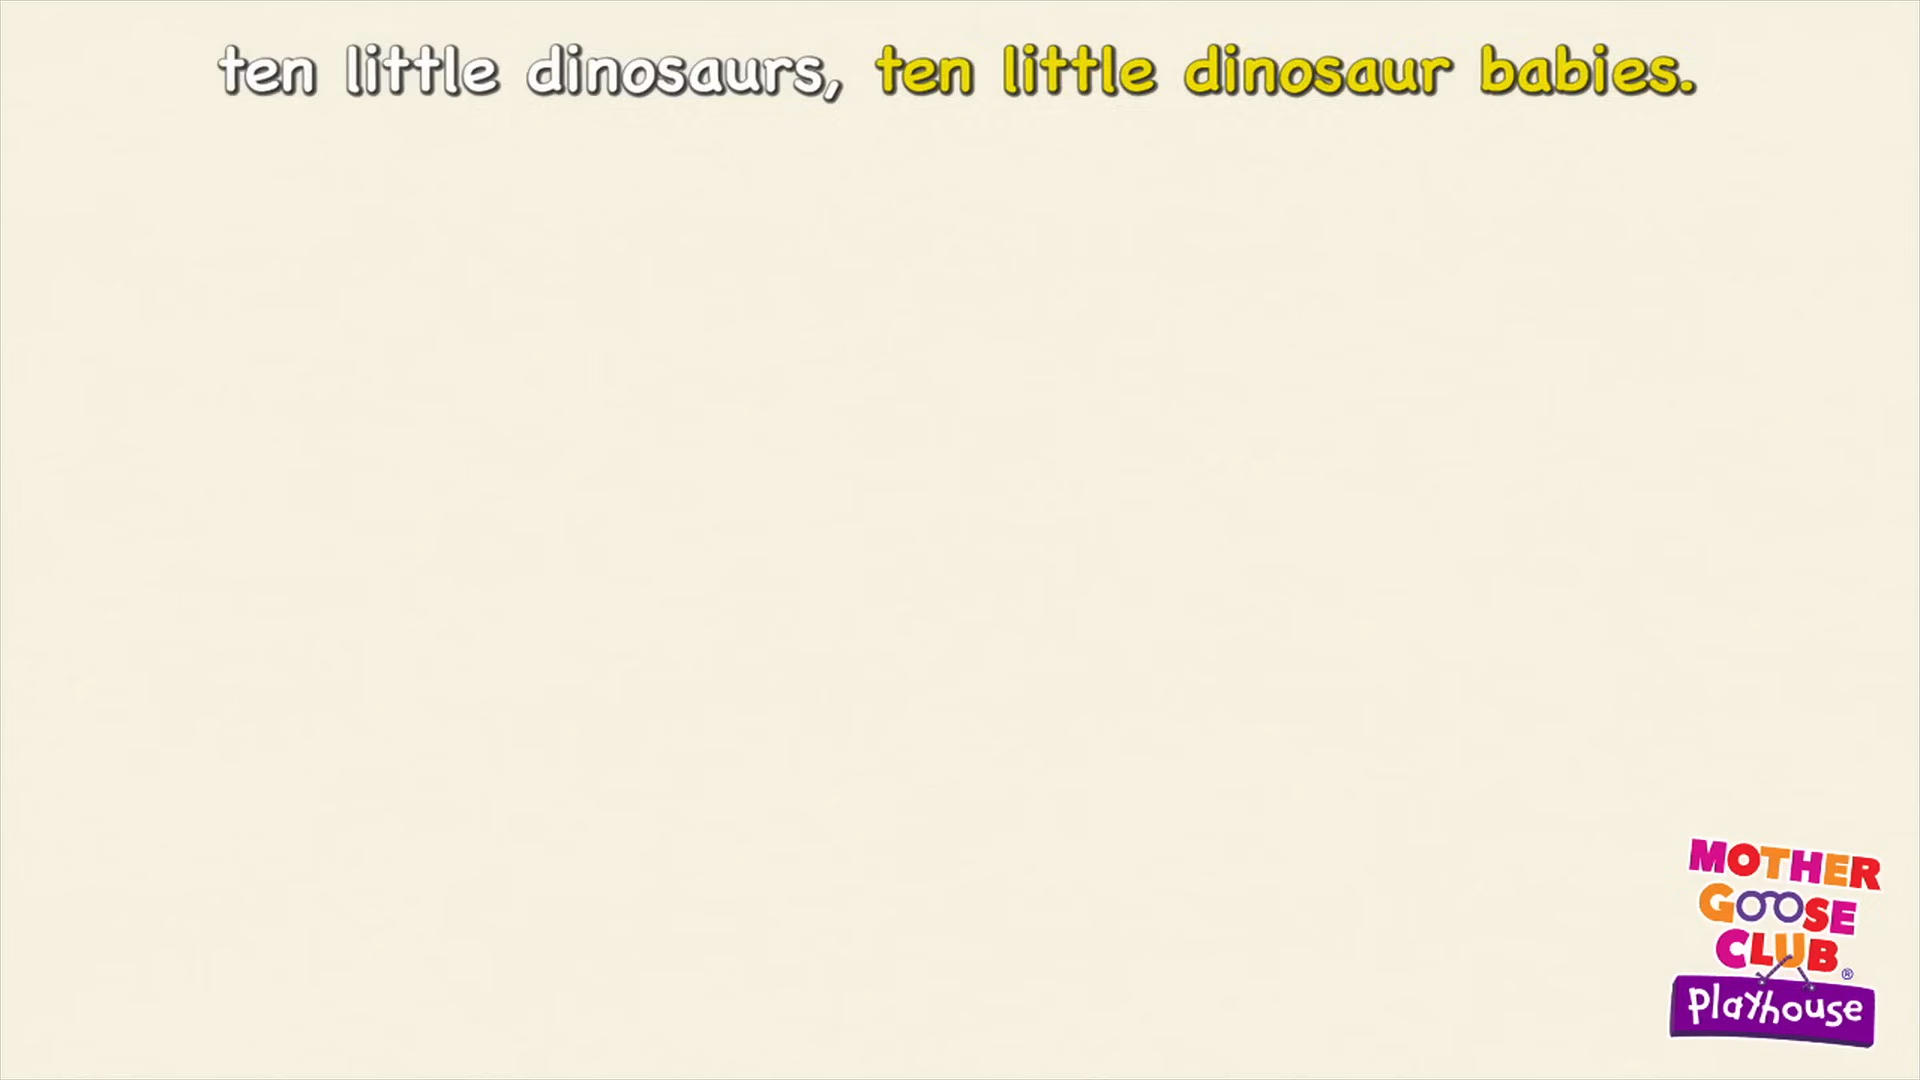 ten little dinosaurs, ten little dinosaur babies.
MOTHER
GOOSE
CLUB®
playhouse